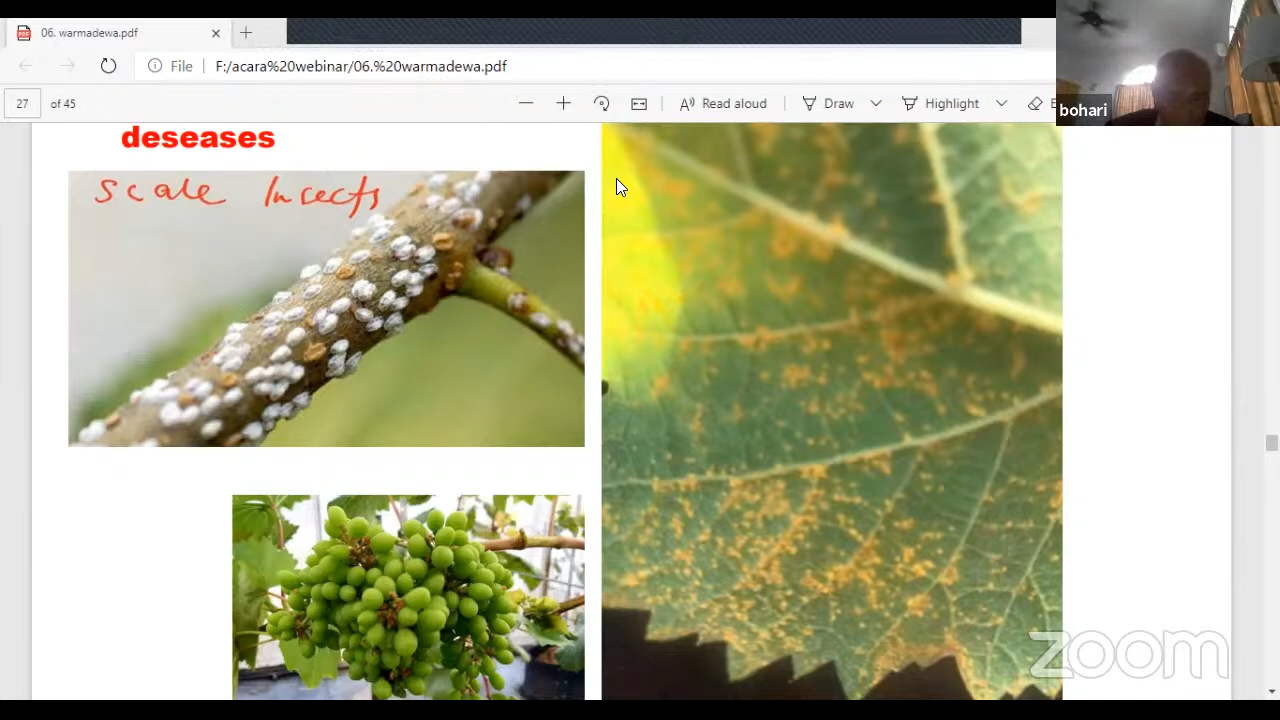 06. warmadewa.pdf
File
F:/acara%20webinar/06.%20warmadewa.pdf
27 of 45
Read aloud
Draw
Highlight
bohari
deseases
Scale Insects
zoom